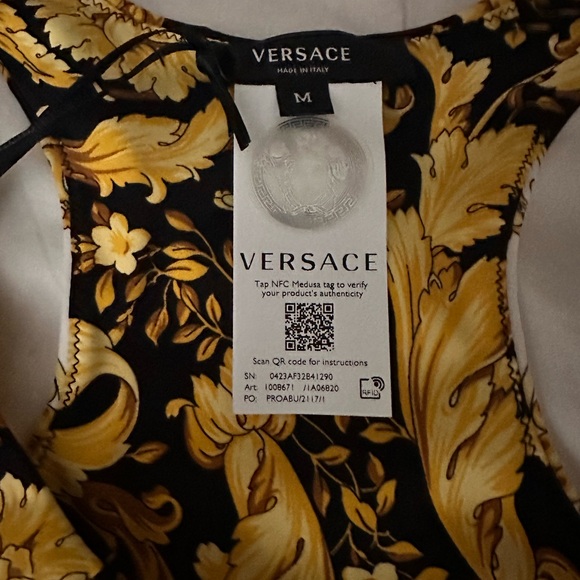 VERSACE
MADE IN ITALY
M
VERSACE
Tap NFC Medusa tag to verify
your product's authenticity
Scan QR code for instructions
SN: 0423AF32B41290
Art: 1008671 /1A06820
PO: PROABU/2117/1
RFID